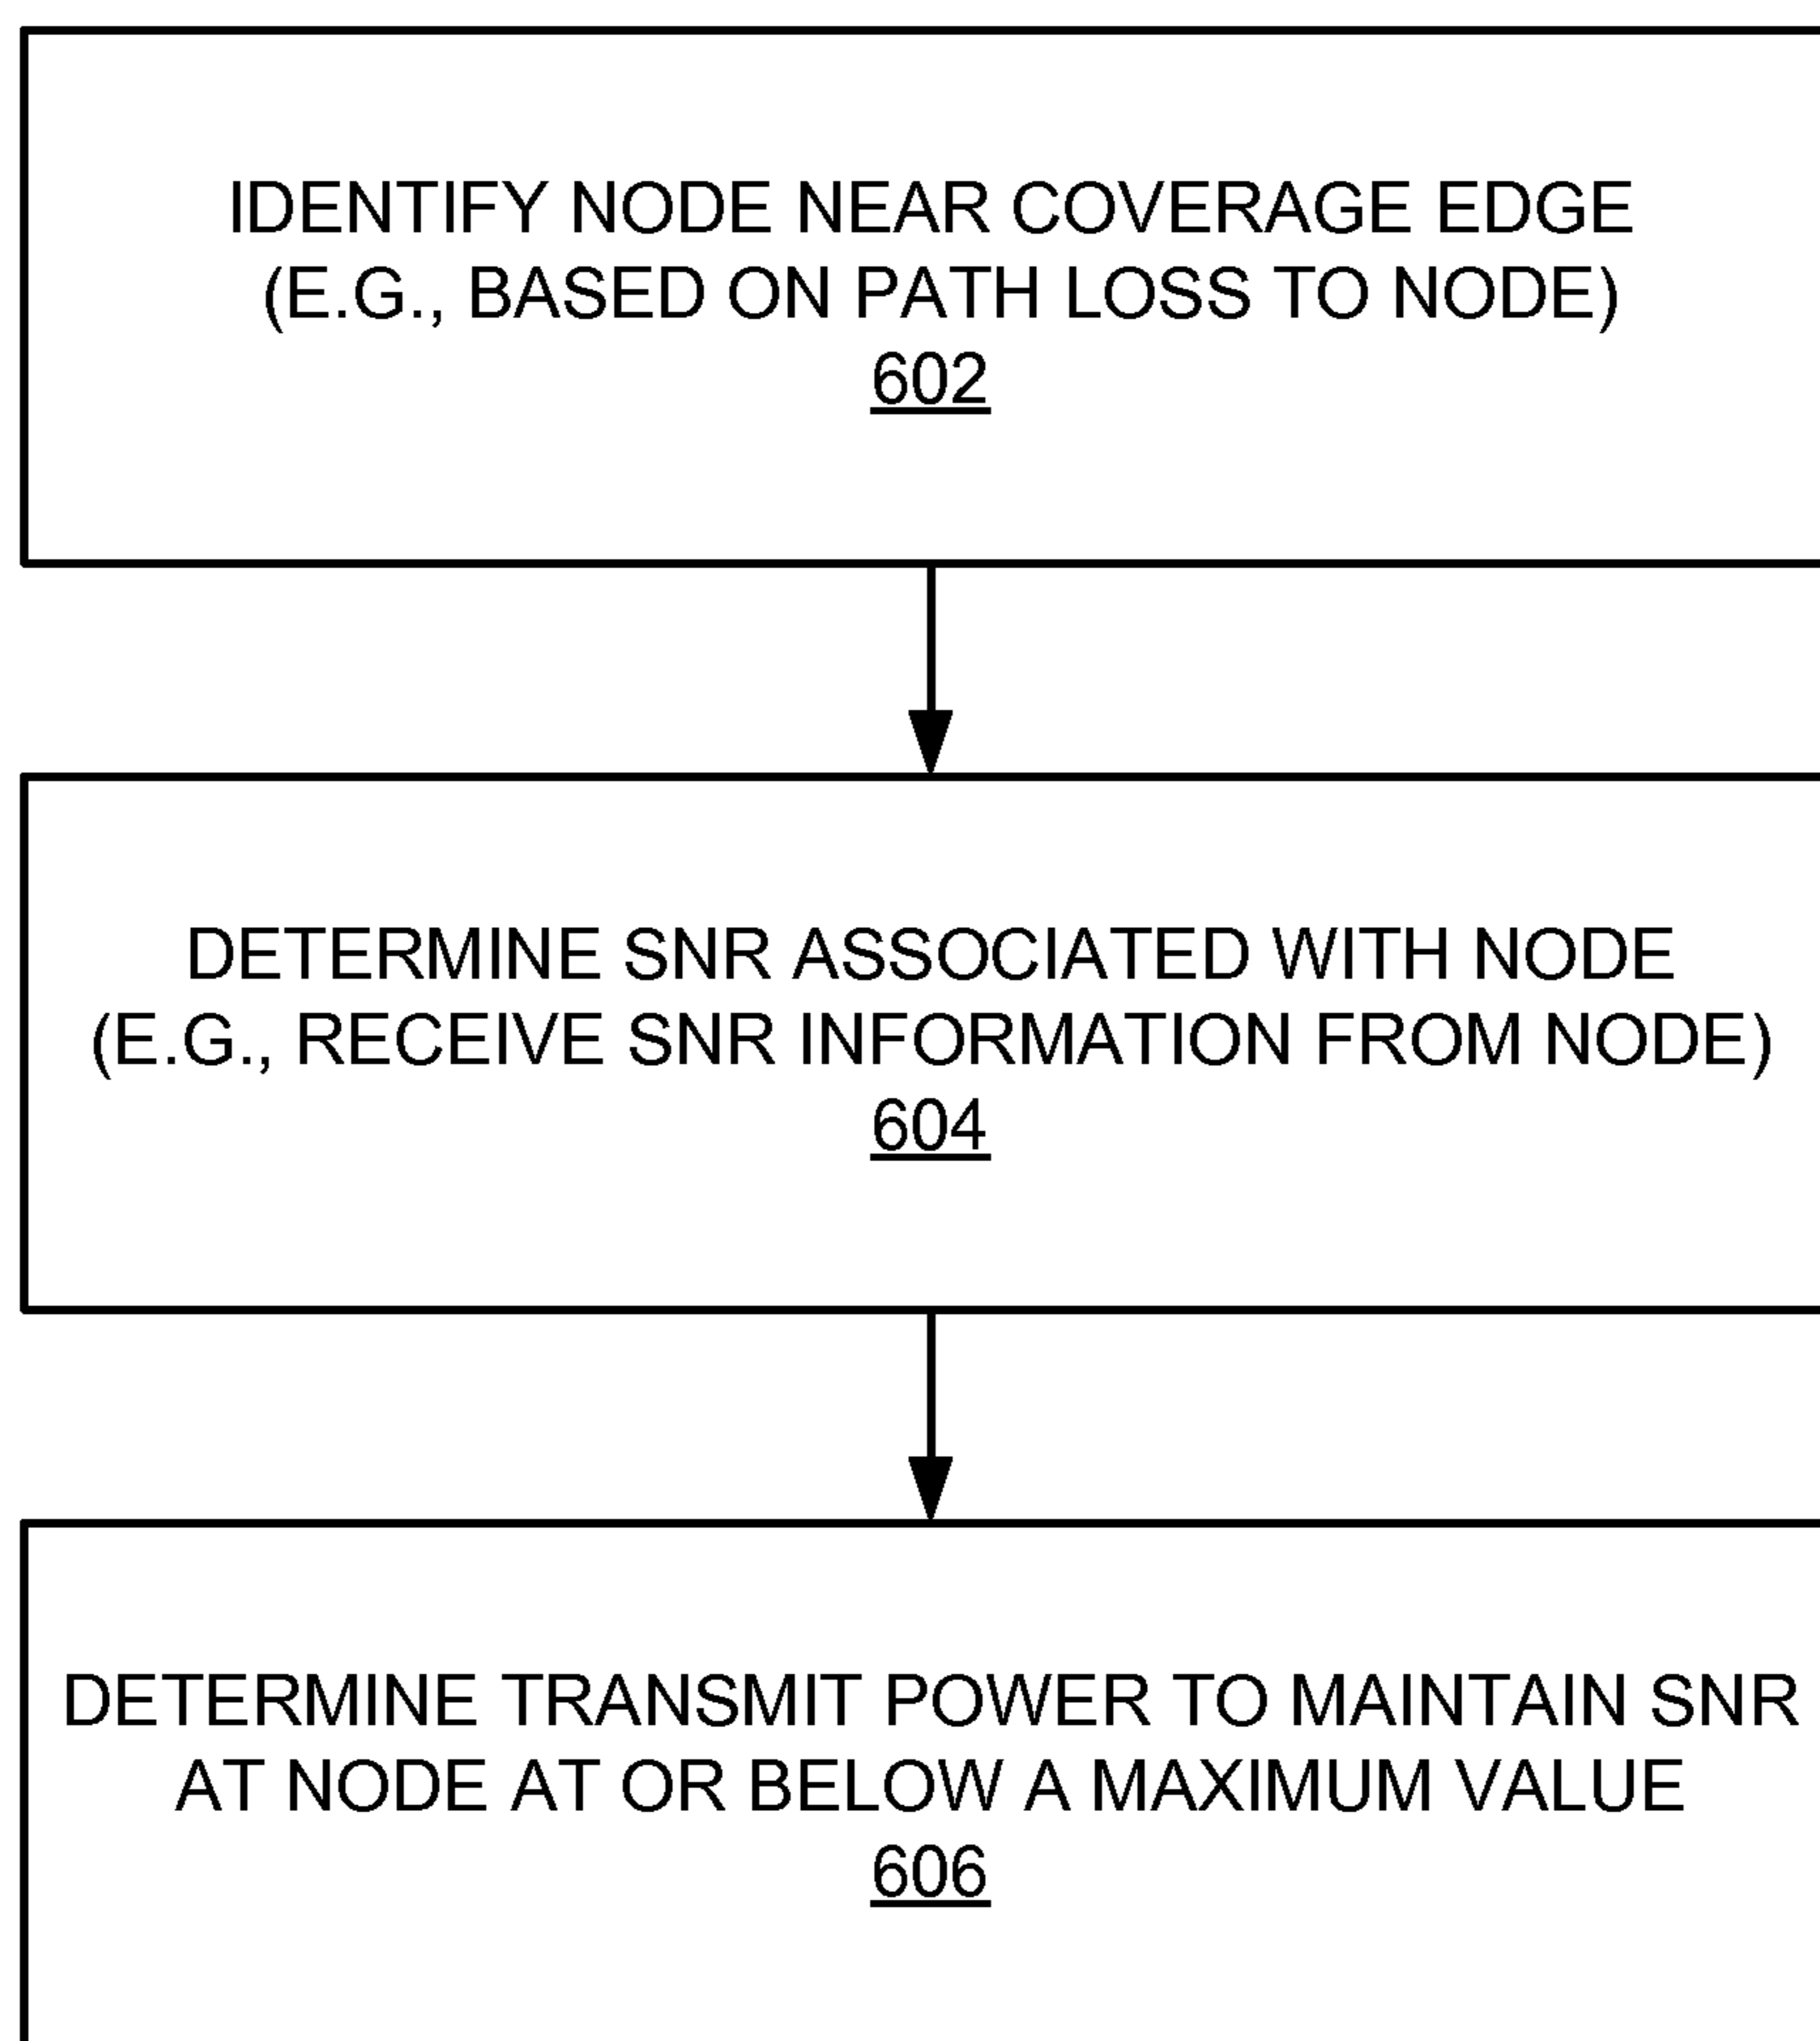 IDENTIFY NODE NEAR COVERAGE EDGE
(E.G., BASED ON PATH LOSS TO NODE)
602
DETERMINE SNR ASSOCIATED WITH NODE
(E.G., RECEIVE SNR INFORMATION FROM NODE)
604
DETERMINE TRANSMIT POWER TO MAINTAIN SNR
AT NODE AT OR BELOW A MAXIMUM VALUE
606